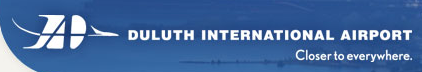 DULUTH INTERNATIONAL AIRPORT
Closer to everywhere.